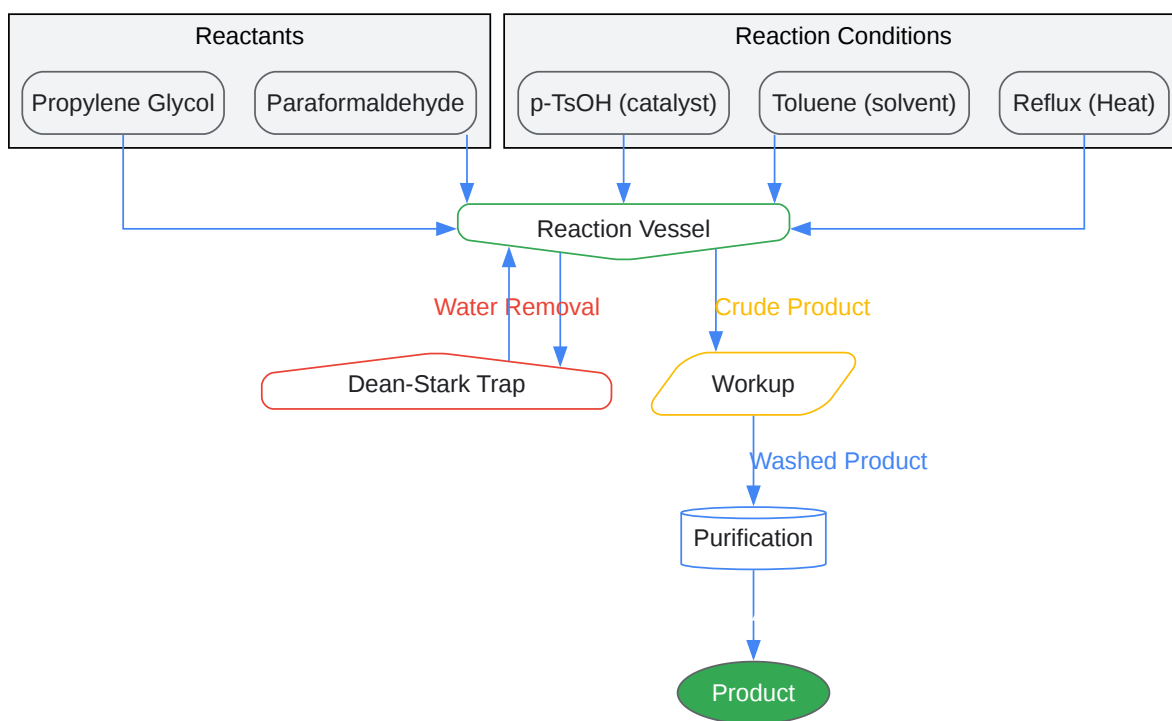 Reactants
Reaction Conditions
Propylene Glycol
Paraformaldehyde
p-TsOH (catalyst)
Toluene (solvent)
Reflux (Heat)
Reaction Vessel
Water Removal
Crude Product
Dean-Stark Trap
Workup
Washed Product
Purification
Product